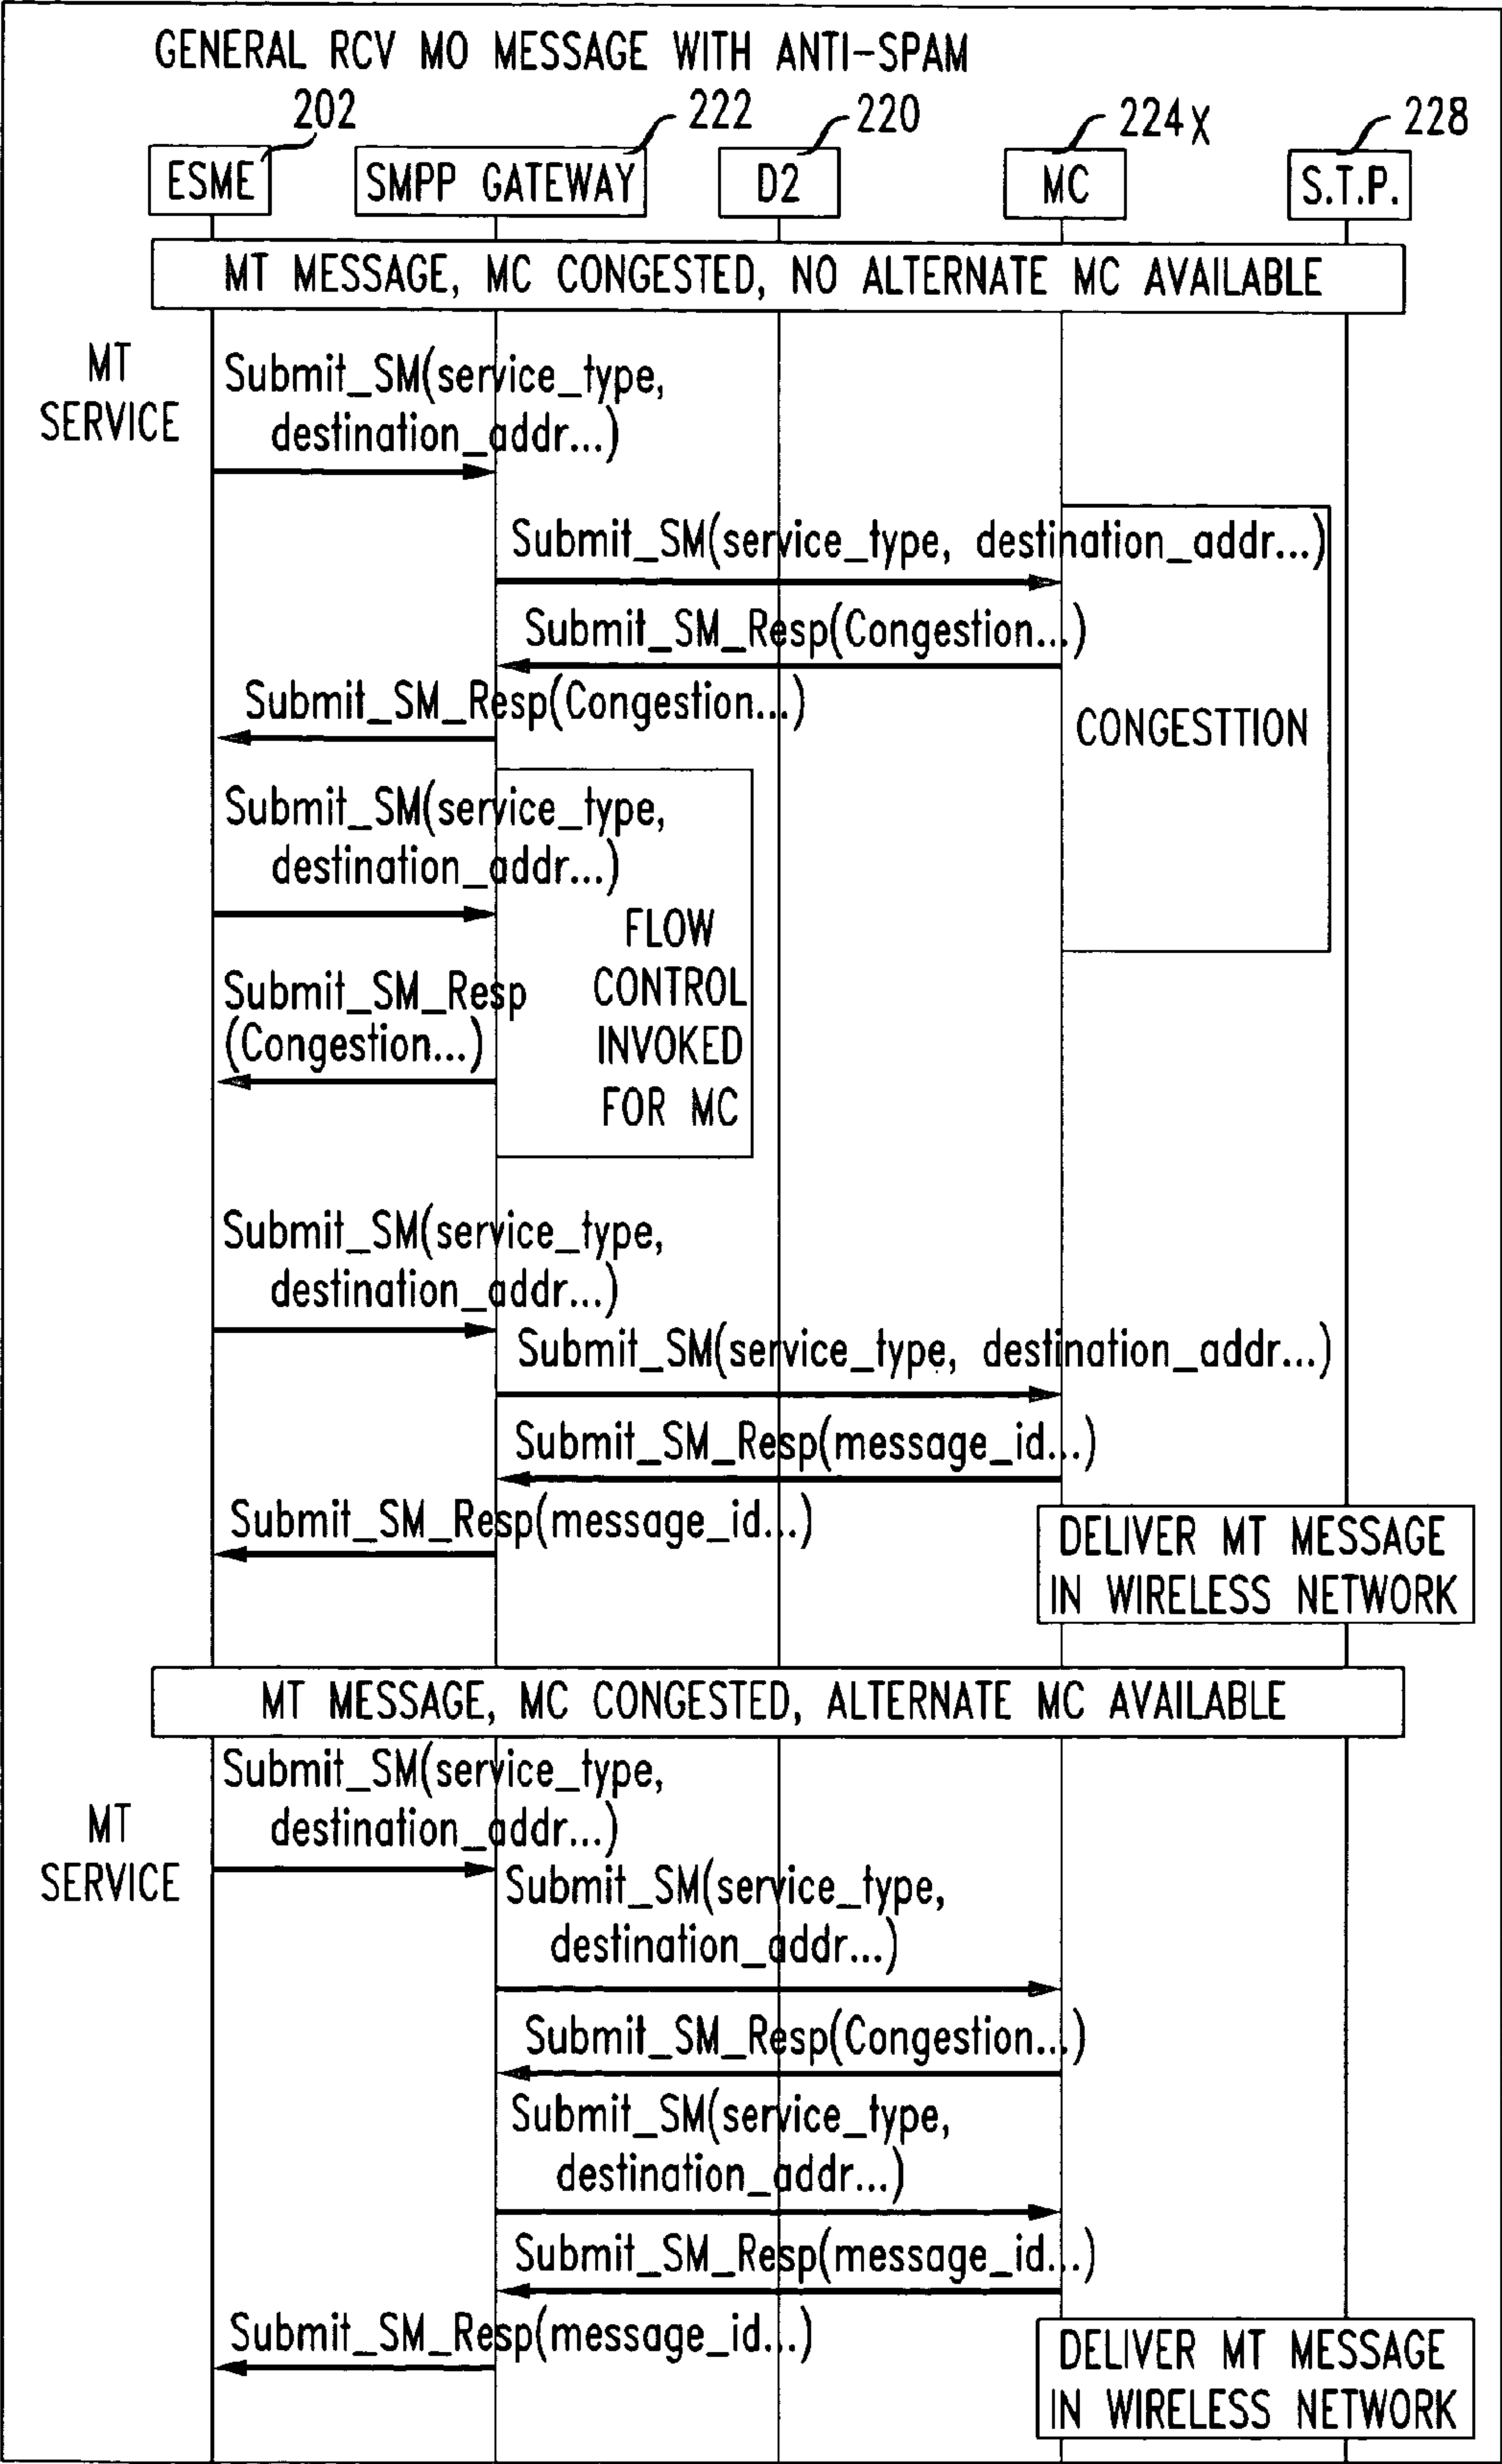 GENERAL RCV MO MESSAGE WITH ANTI-SPAM
202 222 220 224X 228
ESME SMPP GATEWAY D2 MC S.T.P.
MT MESSAGE, MC CONGESTED, NO ALTERNATE MC AVAILABLE
MT
SERVICE
Submit_SM(service_type,
destination_addr...)
Submit_SM(service_type, destination_addr...)
Submit_SM_Resp(Congestion...)
Submit_SM_Resp(Congestion...)
CONGESTTION
Submit_SM(service_type,
destination_addr...)
FLOW
CONTROL
INVOKED
FOR MC
Submit_SM_Resp
(Congestion...)
Submit_SM(service_type,
destination_addr...)
Submit_SM(service_type, destination_addr...)
Submit_SM_Resp(message_id...)
Submit_SM_Resp(message_id...)
DELIVER MT MESSAGE
IN WIRELESS NETWORK
MT MESSAGE, MC CONGESTED, ALTERNATE MC AVAILABLE
MT
SERVICE
Submit_SM(service_type,
destination_addr...)
Submit_SM(service_type,
destination_addr...)
Submit_SM_Resp(Congestion...)
Submit_SM(service_type,
destination_addr...)
Submit_SM_Resp(message_id...)
Submit_SM_Resp(message_id...)
DELIVER MT MESSAGE
IN WIRELESS NETWORK